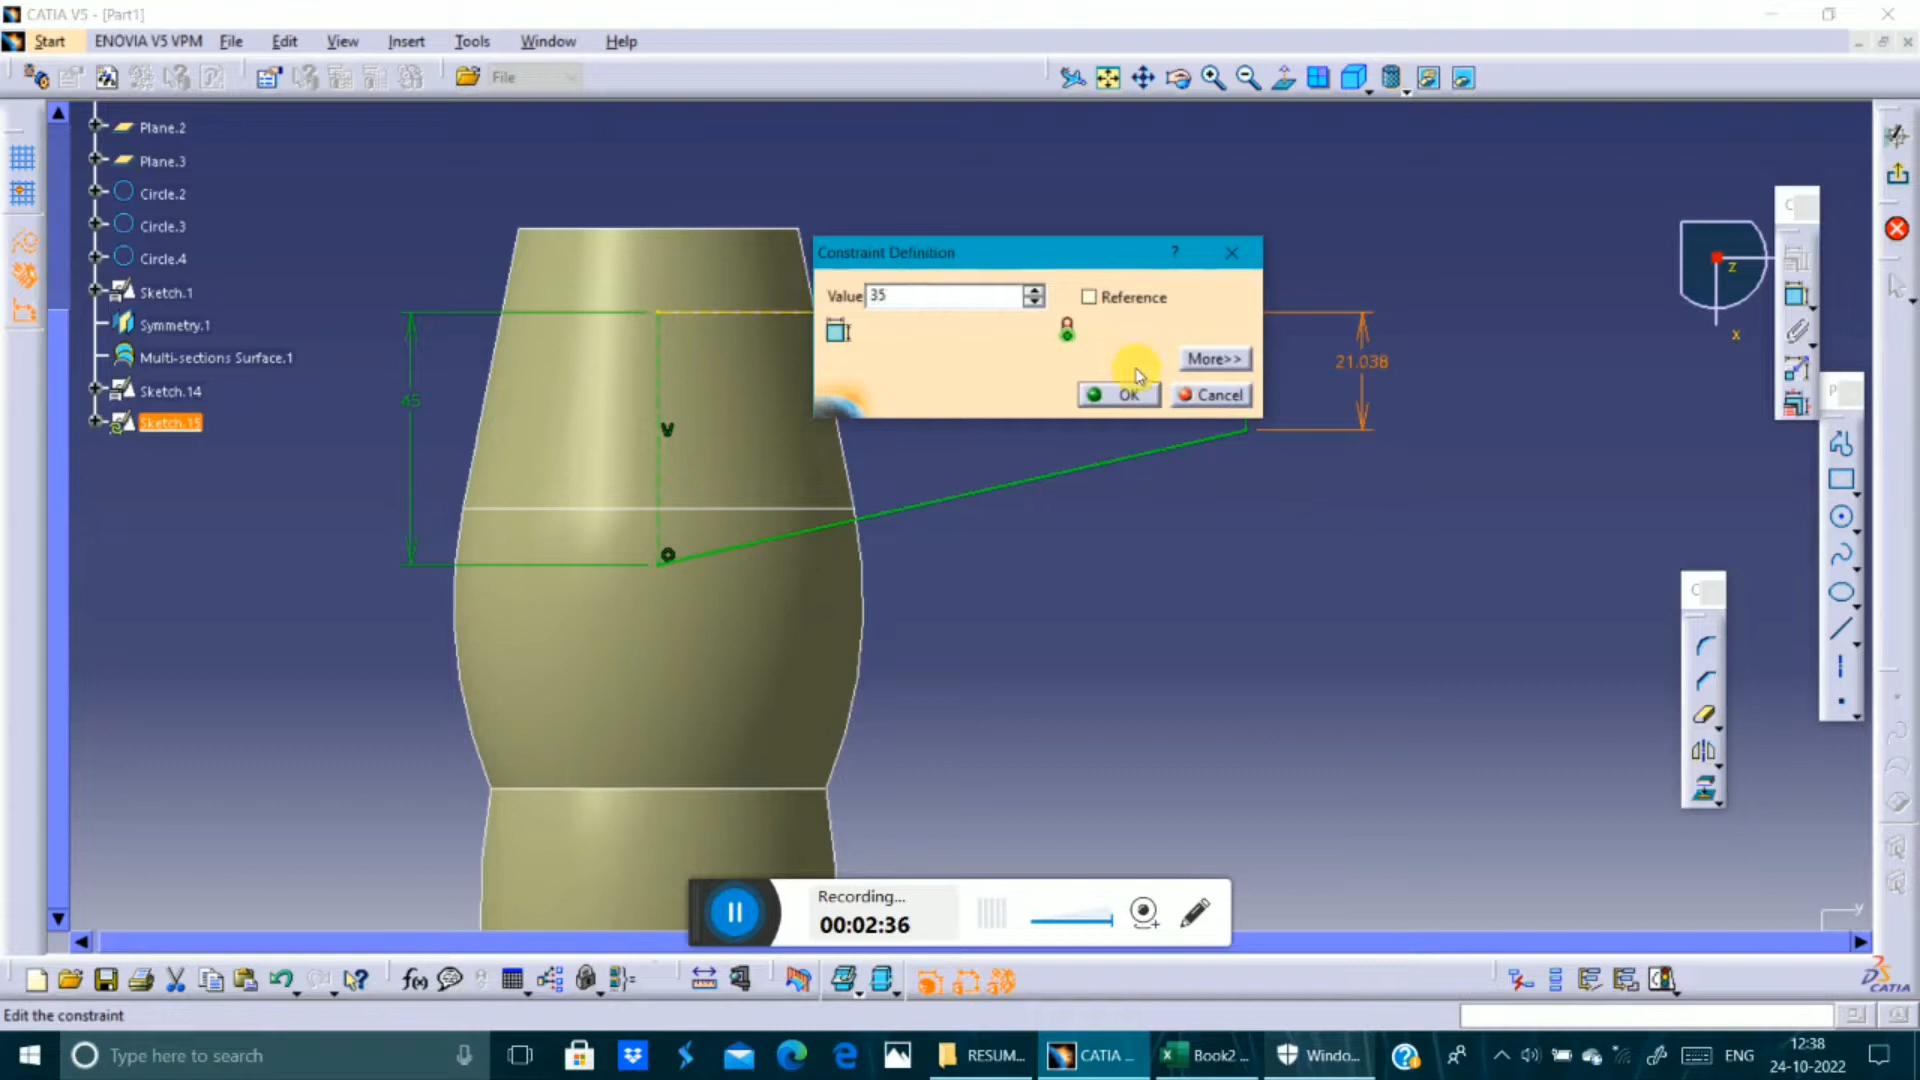 CATIA V5 - [Part1]
Start
ENOVIA V5 VPM
File
Edit
View
Insert
Tools
Window
Help
File
Plane.2
Plane.3
Circle.2
Circle.3
Circle.4
Sketch.1
Symmetry.1
Multi-sections Surface.1
Sketch.14
Sketch.15
Constraint Definition
?
Value
35
Reference
More>>
OK
Cancel
45
V
21.038
z
x
y
C
P
C
Recording...
00:02:36
f(x)
CATIA
Edit the constraint
Type here to search
RESUM...
CATIA ...
Book2 ...
Windo...
ENG
12:38
24-10-2022